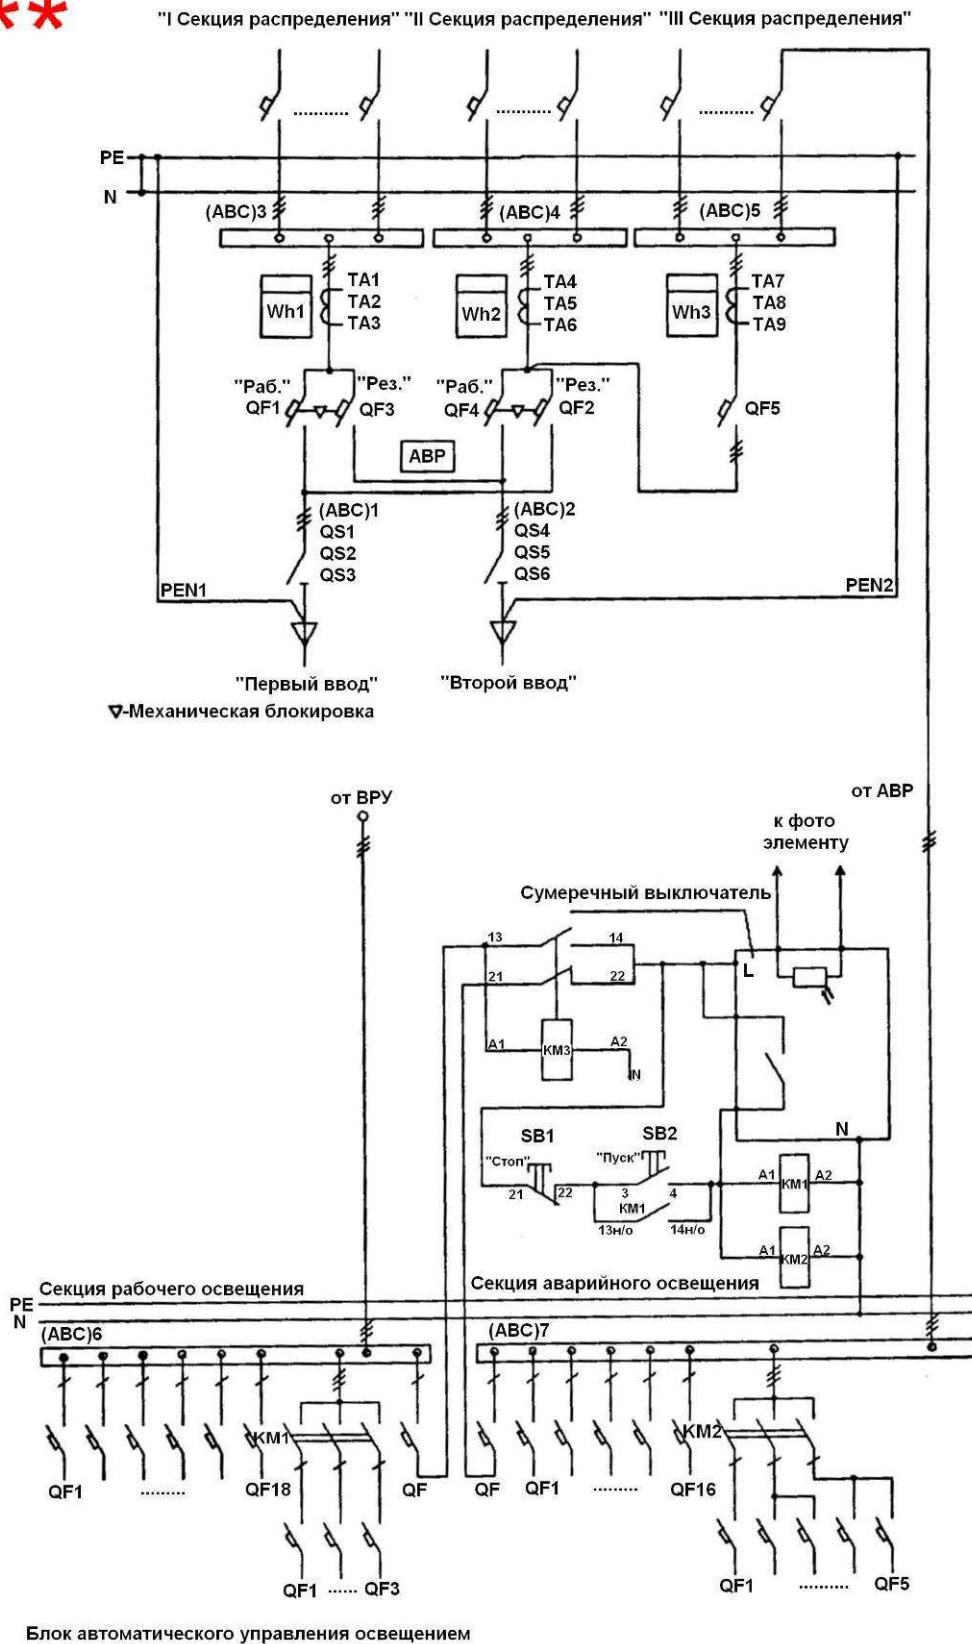 **
"I Секция распределения" "II Секция распределения" "III Секция распределения"
PE
N
(ABC)3 (ABC)4 (ABC)5
Wh1 TA1 TA2 TA3
Wh2 TA4 TA5 TA6
Wh3 TA7 TA8 TA9
"Раб." "Рез." "Раб." "Рез."
QF1 QF3 QF4 QF2 QF5
АВР
(ABC)1 (ABC)2
QS1 QS4
QS2 QS5
QS3 QS6
PEN1 PEN2
"Первый ввод" "Второй ввод"
-Механическая блокировка
от ВРУ от АВР
к фото
элементу
Сумеречный выключатель
13 14
L
21 22
A1 KM3 A2
N
N
SB1 SB2
"Стоп" "Пуск"
21 22 3 4
KM1
13н/о 14н/о
A1 KM1 A2
A1 KM2 A2
Секция рабочего освещения Секция аварийного освещения
PE
N
(ABC)6 (ABC)7
KM1 KM2
QF1 ......... QF18 QF QF QF1 ......... QF16
QF1 ...... QF3 QF1 .......... QF5
Блок автоматического управления освещением